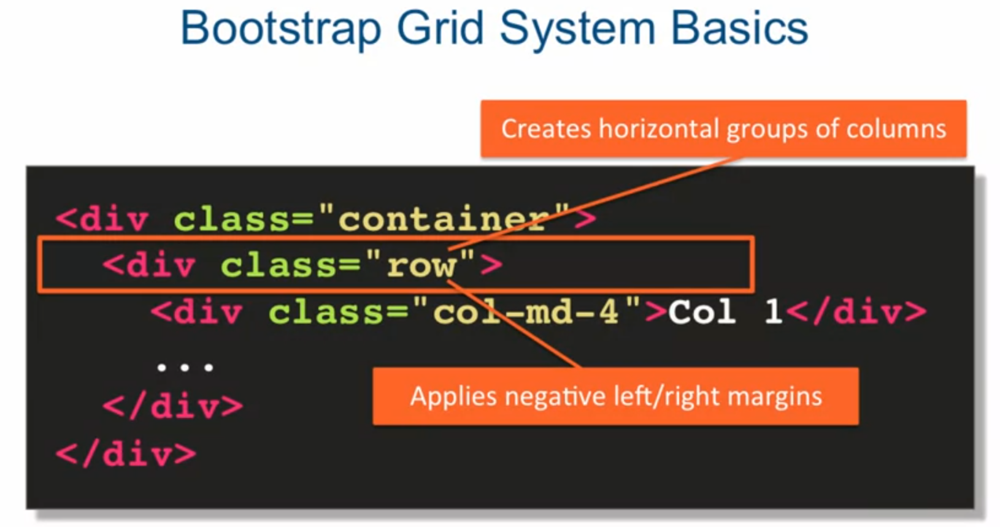 Bootstrap Grid System Basics
Creates horizontal groups of columns
<div class="container">
<div class="row">
<div class="col-md-4">Col 1</div>
...
Applies negative left/right margins
</div>
</div>